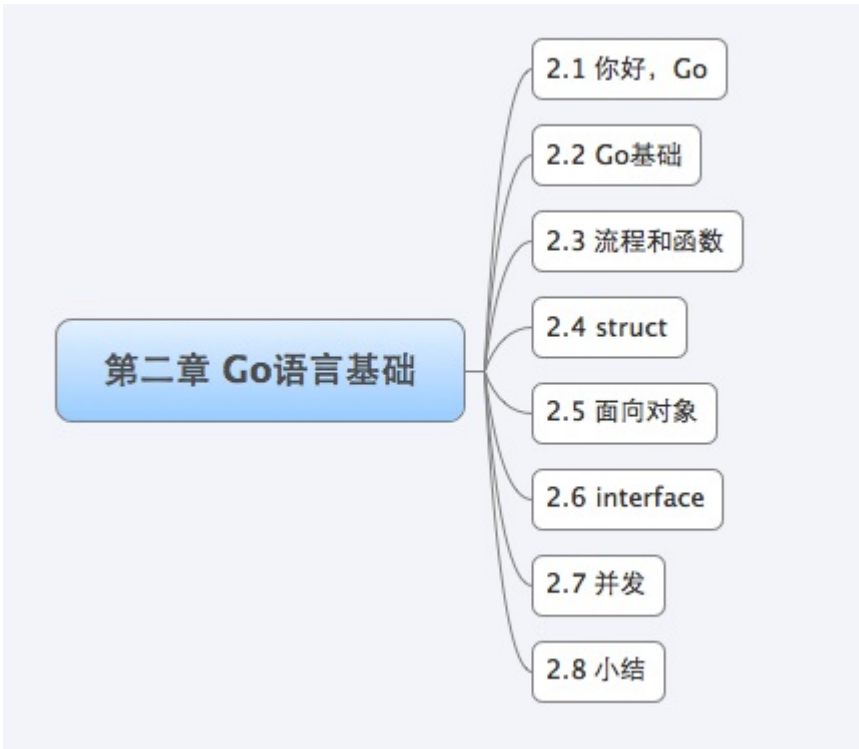 2.1 你好，Go
2.2 Go基础
2.3 流程和函数
2.4 struct
第二章 Go语言基础
2.5 面向对象
2.6 interface
2.7 并发
2.8 小结